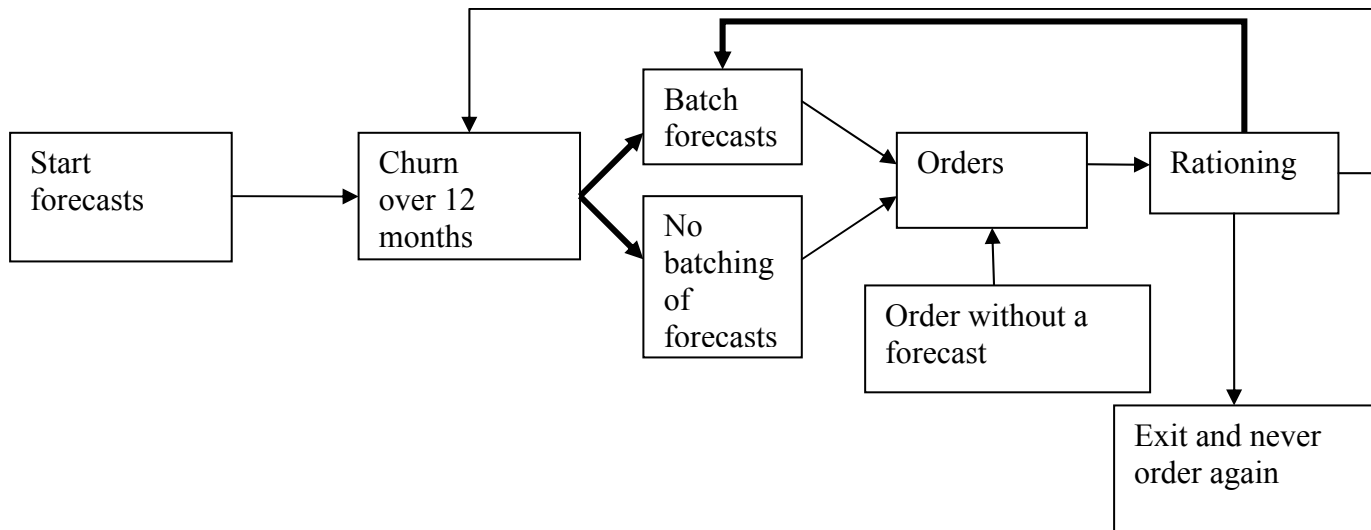 Start
forecasts
Churn
over 12
months
Batch
forecasts
No
batching
of
forecasts
Orders
Order without a
forecast
Rationing
Exit and never
order again